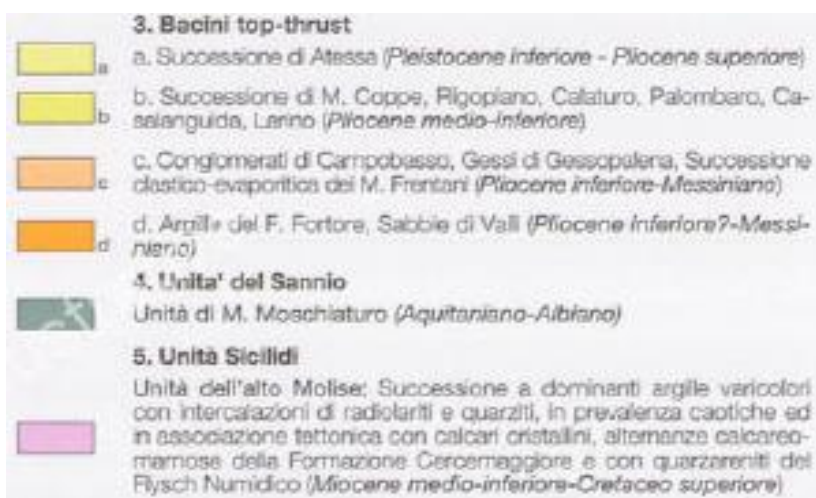 3. Bacini top-thrust
a a. Successione di Atessa (Pleistocene inferiore - Pliocene superiore)
b. Successione di M. Coppe, Rigopiano, Calaturo, Palombaro, Ca-
b salanguida, Larino (Pliocene medio-inferiore)
c. Conglomerati di Campobasso, Gessi di Gessopalena, Successione
c clastico-evaporitica dei M. Frentani (Pliocene inferiore-Messiniano)
d. Argille del F. Fortore, Sabbie di Valli (Pliocene inferiore?-Messi-
d niano)
4. Unita' del Sannio
Unità di M. Moschiaturo (Aquitaniano-Albiano)
5. Unità Sicilidi
Unità dell'alto Molise: Successione a dominanti argille varicolori
con intercalazioni di radiolariti e quarziti, in prevalenza caotiche ed
in associazione tettonica con calcari cristallini, alternanze calcareo-
marnose della Formazione Cercemaggiore e con quarzareniti del
Flysch Numidico (Miocene medio-inferiore-Cretaceo superiore)